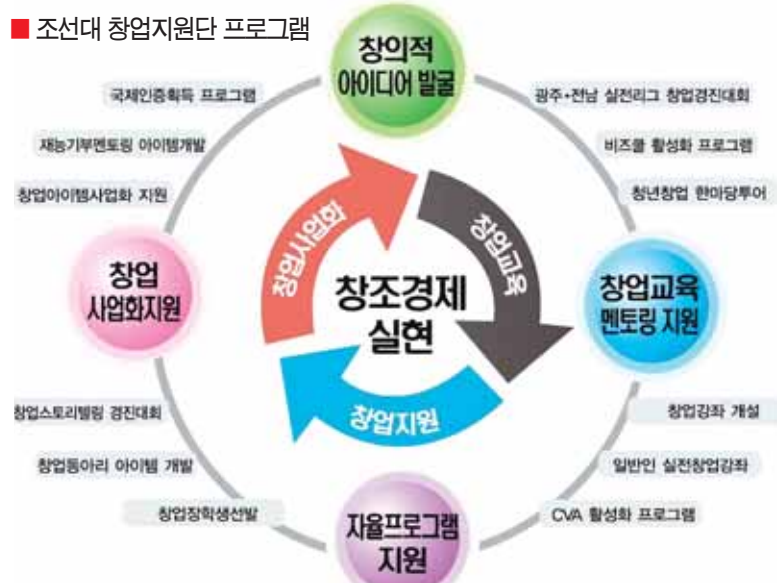 ■ 조선대 창업지원단 프로그램
창의적
아이디어 발굴
국제인증획득 프로그램
재능기부멘토링 아이템개발
창업아이템사업화 지원
광주·전남 실전리그 창업경진대회
비즈쿨 활성화 프로그램
청년창업 한마당투어
창업사업화
창업교육
창업지원
창조경제
실현
창업
사업화지원
창업교육
멘토링 지원
창업스토리텔링 경진대회
창업동아리 아이템 개발
창업장학생선발
창업강좌 개설
일반인 실전창업강좌
CVA 활성화 프로그램
자율프로그램
지원